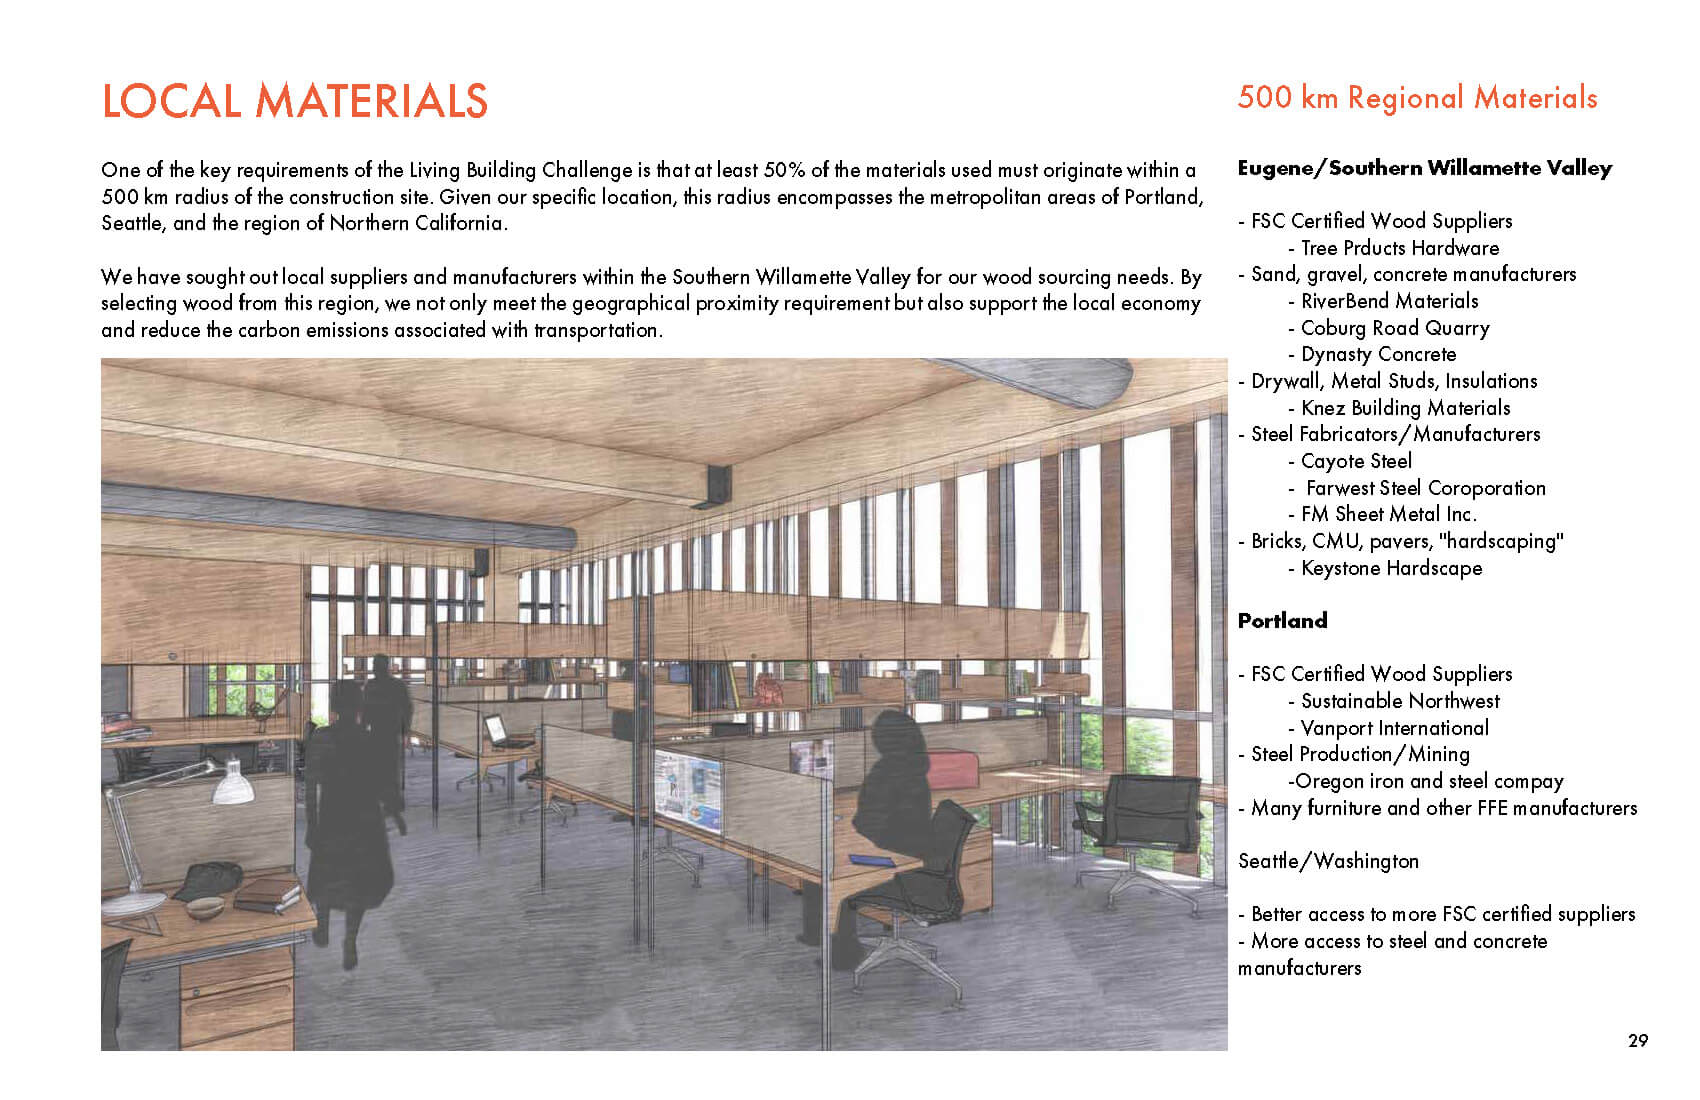 LOCAL MATERIALS
One of the key requirements of the Living Building Challenge is that at least 50% of the materials used must originate within a
500 km radius of the construction site. Given our specific location, this radius encompasses the metropolitan areas of Portland,
Seattle, and the region of Northern California.
We have sought out local suppliers and manufacturers within the Southern Willamette Valley for our wood sourcing needs. By
selecting wood from this region, we not only meet the geographical proximity requirement but also support the local economy
and reduce the carbon emissions associated with transportation.
500 km Regional Materials
Eugene/Southern Willamette Valley
- FSC Certified Wood Suppliers
- Tree Prducts Hardware
- Sand, gravel, concrete manufacturers
- RiverBend Materials
- Coburg Road Quarry
- Dynasty Concrete
- Drywall, Metal Studs, Insulations
- Knez Building Materials
- Steel Fabricators/Manufacturers
- Cayote Steel
- Farwest Steel Coroporation
- FM Sheet Metal Inc.
- Bricks, CMU, pavers, "hardscaping"
- Keystone Hardscape
Portland
- FSC Certified Wood Suppliers
- Sustainable Northwest
- Vanport International
- Steel Production/Mining
-Oregon iron and steel compay
- Many furniture and other FFE manufacturers
Seattle/Washington
- Better access to more FSC certified suppliers
- More access to steel and concrete
manufacturers
29